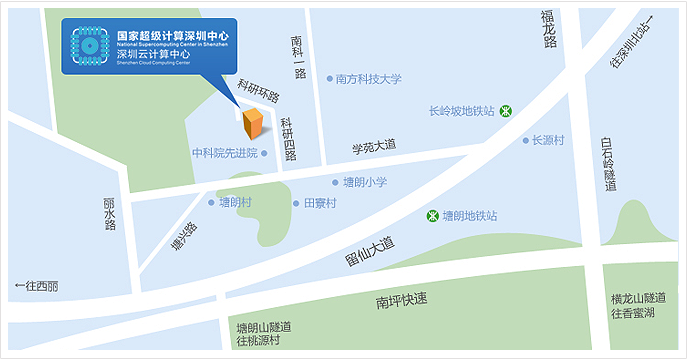 国家超级计算深圳中心
National Supercomputing Center in Shenzhen
深圳云计算中心
Shenzhen Cloud Computing Center
福龙路
往深圳北站→
南科一路
南方科技大学
科研环路
长岭陂地铁站
科研四路
学苑大道
长源村
白石岭隧道
中科院先进院
塘朗小学
丽水路
塘朗村
田寮村
塘朗地铁站
塘兴路
留仙大道
←往西丽
南坪快速
横龙山隧道
往香蜜湖
塘朗山隧道
往桃源村